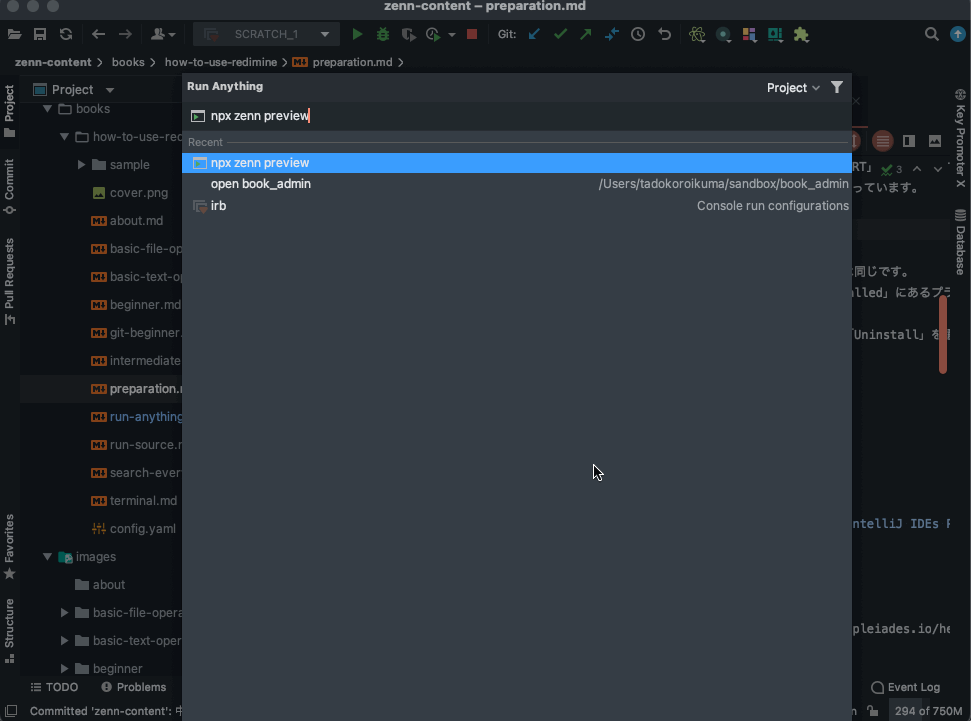 zenn-content – preparation.md
SCRATCH_1
Git:
zenn-content
books
how-to-use-redimine
preparation.md
Run Anything
Project
npx zenn preview
Recent
npx zenn preview
open book_admin
/Users/tadokoroikuma/sandbox/book_admin
irb
Console run configurations
Project
Commit
Pull Requests
Favorites
Structure
Project
books
how-to-use-red
sample
cover.png
about.md
basic-file-op
basic-text-op
beginner.md
git-beginner.
intermediate
preparation.
run-anything
run-source.
search-ever
terminal.md
config.yaml
images
about
basic-file-opera
basic-text-oper
beginner
RT」
3
っています。
同じです。
lled」にあるプラ
「Uninstall」を
ntelliJ IDEs
pleiades.io/he
Key Promoter X
Database
TODO
Problems
Event Log
Committed 'zenn-content':
294 of 750M